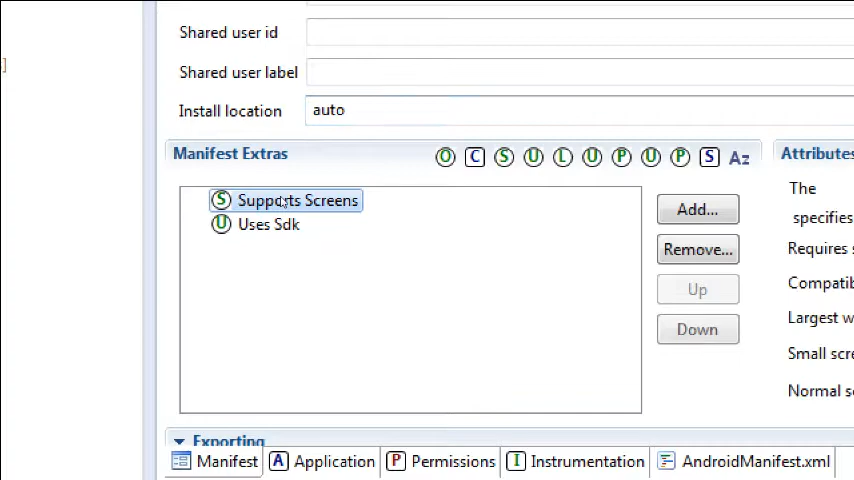 ]
Shared user id
Shared user label
Install location auto
Manifest Extras O C S U L U P U P S Az Attributes
S Supports Screens
U Uses Sdk
Add...
Remove...
Up
Down
The
specifies
Requires s
Compatib
Largest w
Small scre
Normal sc
Exporting
Manifest A Application P Permissions I Instrumentation AndroidManifest.xml